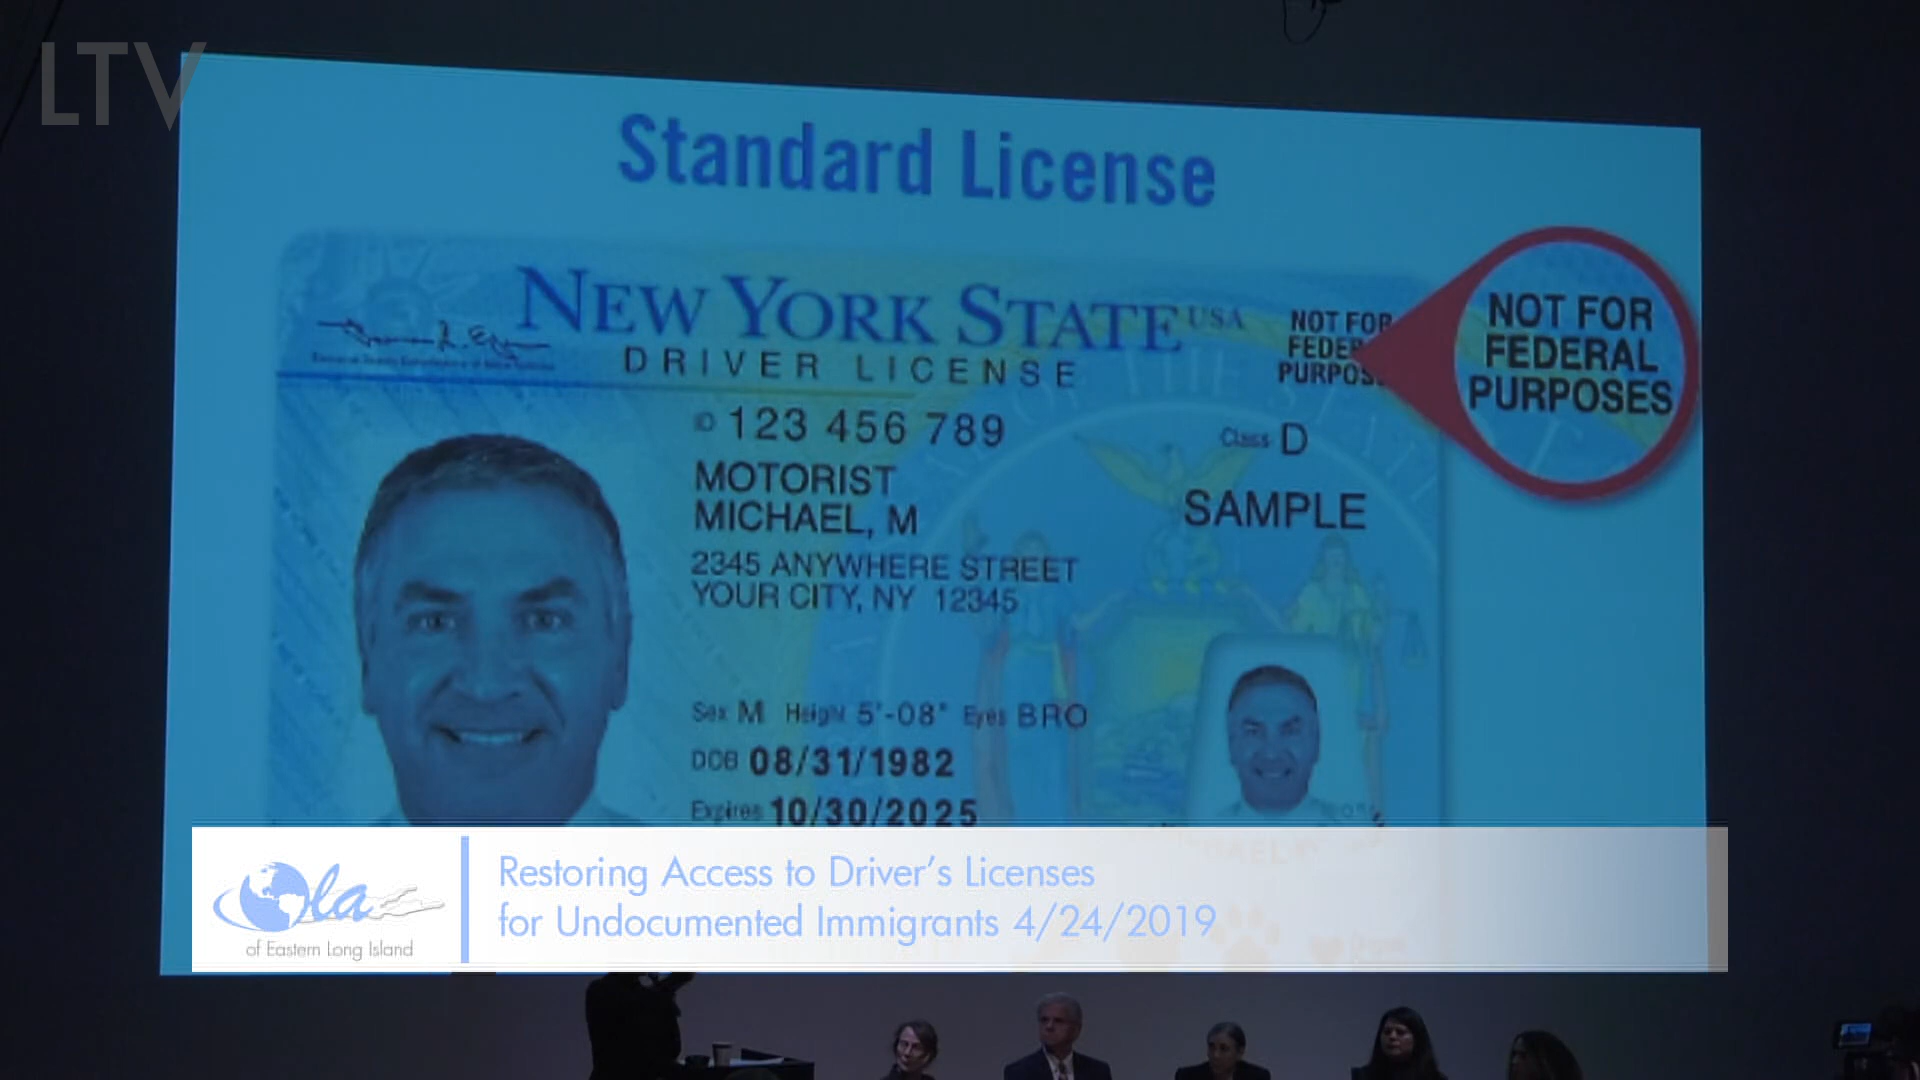 LTV
Standard License
NEW YORK STATE USA
DRIVER LICENSE
NOT FOR
FEDE
PURPOS
NOT FOR
FEDERAL
PURPOSES
ID 123 456 789
Class D
MOTORIST
MICHAEL, M
SAMPLE
2345 ANYWHERE STREET
YOUR CITY, NY 12345
Sex M Height 5'-08" Eyes BRO
DOB 08/31/1982
Expires 10/30/2025
Ola
of Eastern Long Island
Restoring Access to Driver's Licenses
for Undocumented Immigrants 4/24/2019